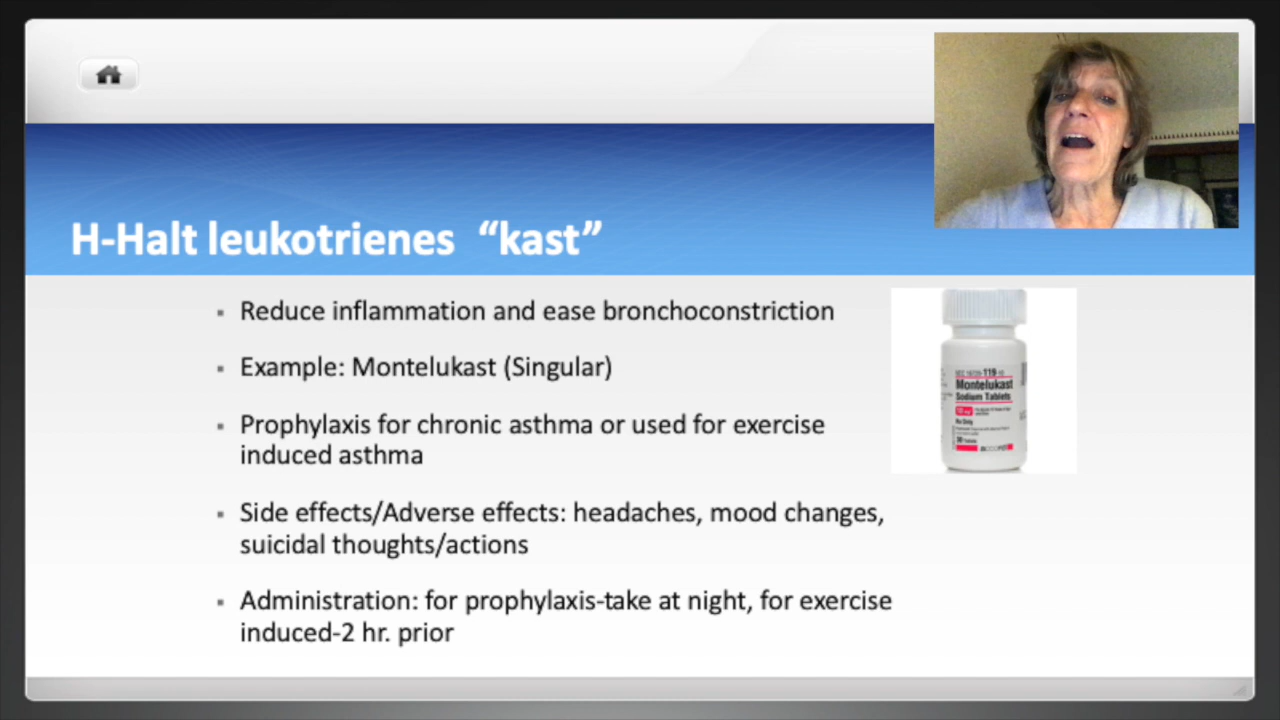 H-Halt leukotrienes “kast”
Reduce inflammation and ease bronchoconstriction
Example: Montelukast (Singular)
Prophylaxis for chronic asthma or used for exercise
induced asthma
Side effects/Adverse effects: headaches, mood changes,
suicidal thoughts/actions
Administration: for prophylaxis-take at night, for exercise
induced-2 hr. prior
Montelukast
Sodium Tablets